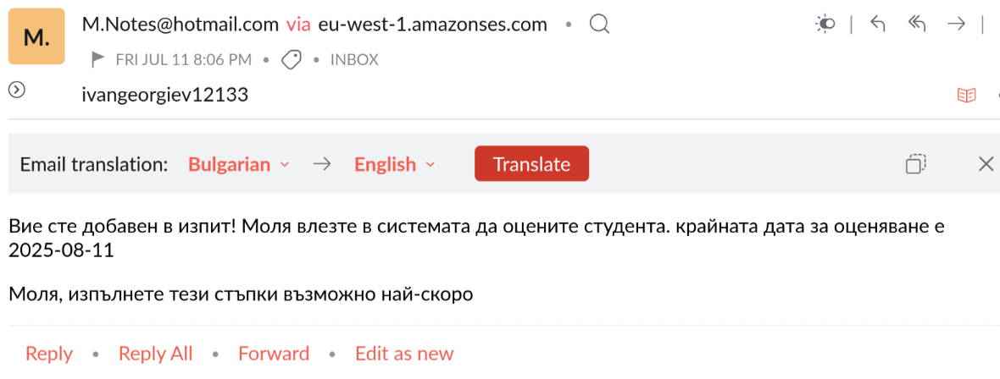 M.
M.Notes@hotmail.com via eu-west-1.amazonses.com •
FRI JUL 11 8:06 PM • • INBOX
ivangeorgiev12133
Email translation: Bulgarian → English Translate
Вие сте добавен в изпит! Моля влезте в системата да оцените студента. крайната дата за оценяване е
2025-08-11
Моля, изпълнете тези стъпки възможно най-скоро
Reply • Reply All • Forward • Edit as new